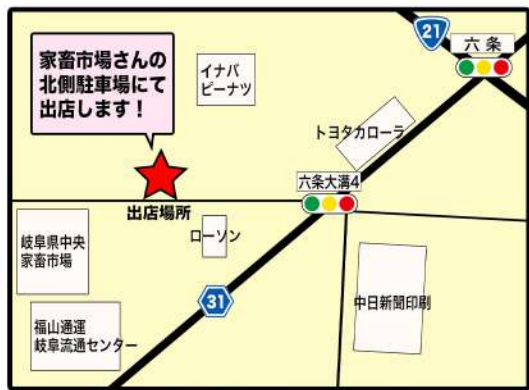 家畜市場さんの
北側駐車場にて
出店します！
イナバ
ピーナツ
21
六条
トヨタカローラ
六条大溝4
出店場所
ローソン
岐阜県中央
家畜市場
31
中日新聞印刷
福山通運
岐阜流通センター